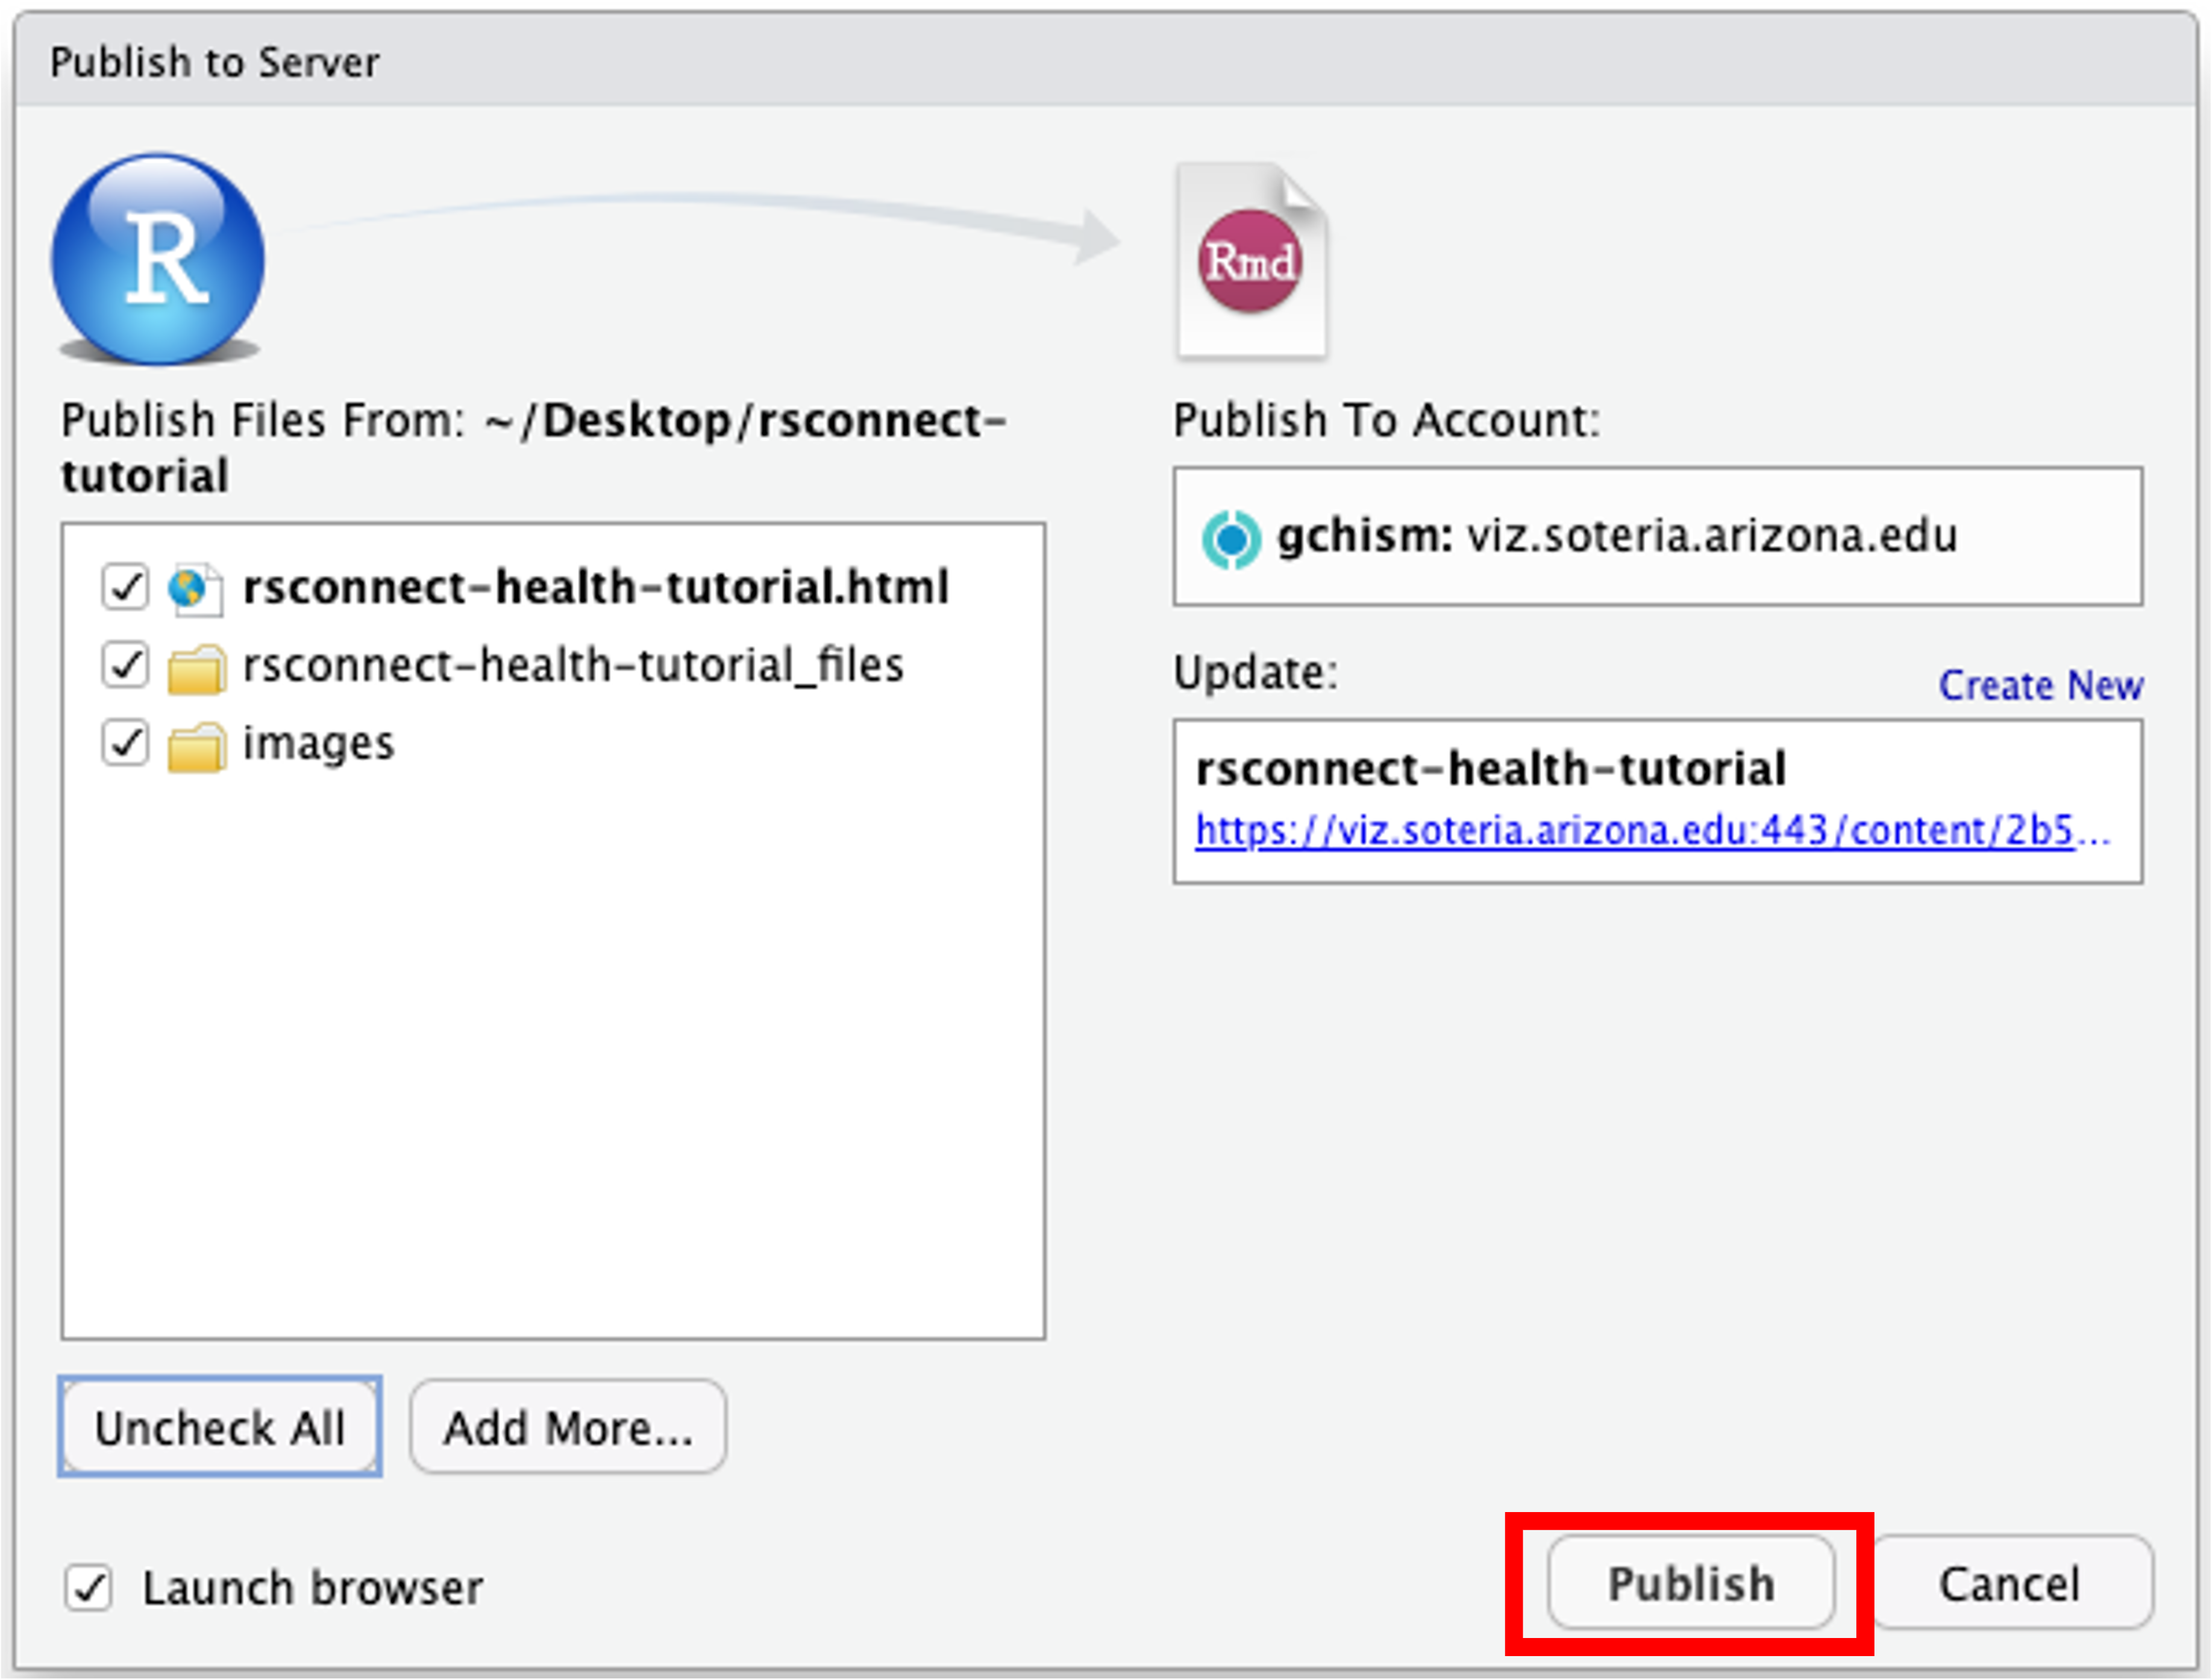 Publish to Server
R
Rmd
Publish Files From: ~/Desktop/rsconnect-
tutorial
rsconnect-health-tutorial.html
rsconnect-health-tutorial_files
images
Uncheck All
Add More...
Launch browser
Publish To Account:
gchism: viz.soteria.arizona.edu
Update:
Create New
rsconnect-health-tutorial
https://viz.soteria.arizona.edu:443/content/2b5...
Publish
Cancel